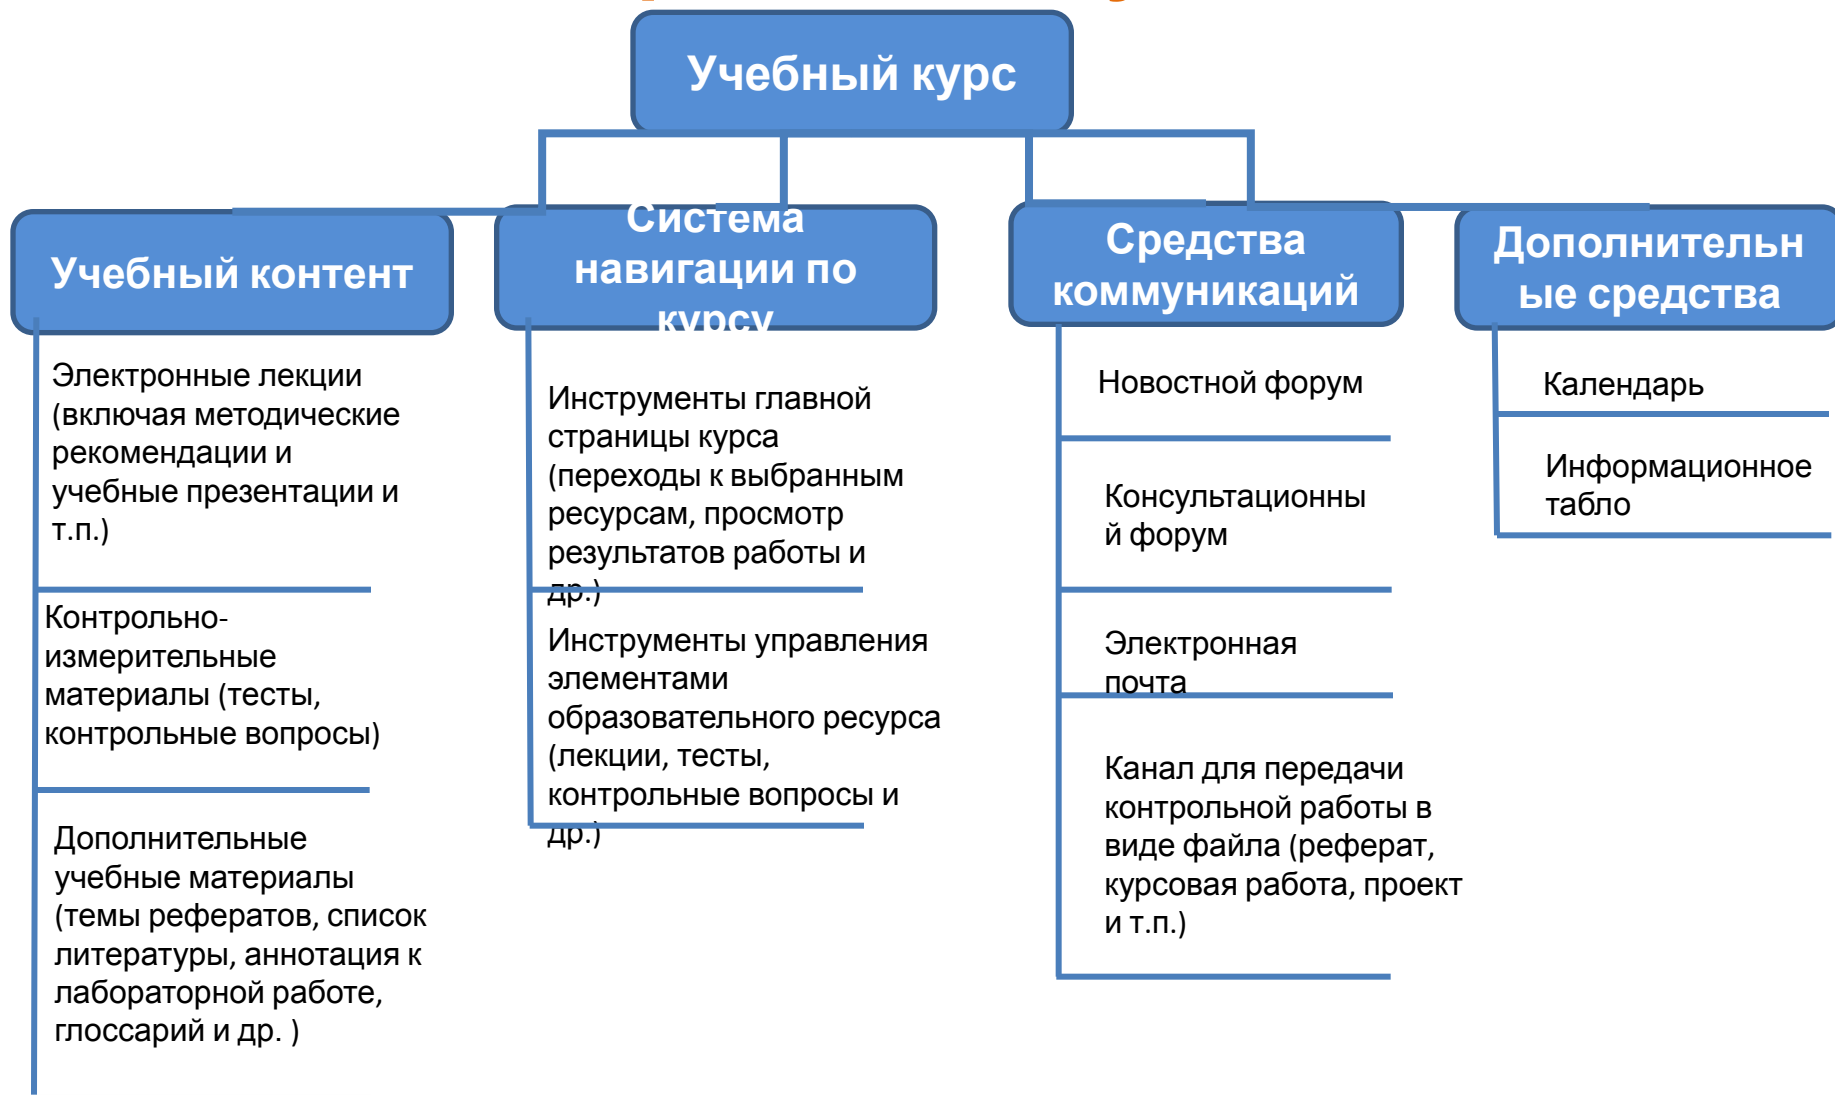 Учебный курс
Учебный контент
Электронные лекции
(включая методические
рекомендации и
учебные презентации и
т.п.)
Контрольно-
измерительные
материалы (тесты,
контрольные вопросы)
Дополнительные
учебные материалы
(темы рефератов, список
литературы, аннотация к
лабораторной работе,
глоссарий и др. )
Система
навигации по
курсу
Инструменты главной
страницы курса
(переходы к выбранным
ресурсам, просмотр
результатов работы и
др.)
Инструменты управления
элементами
образовательного ресурса
(лекции, тесты,
контрольные вопросы и
др.)
Средства
коммуникаций
Новостной форум
Консультационны
й форум
Электронная
почта
Канал для передачи
контрольной работы в
виде файла (реферат,
курсовая работа, проект
и т.п.)
Дополнительн
ые средства
Календарь
Информационное
табло